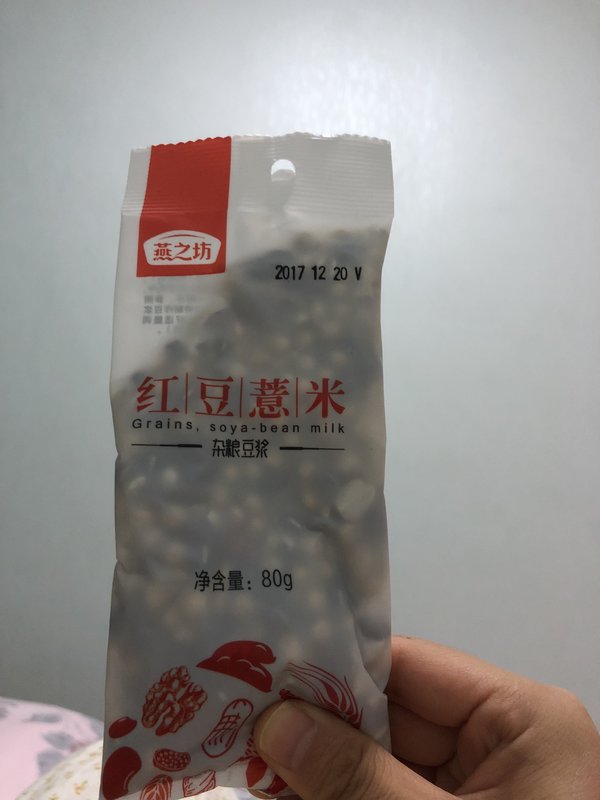 燕之坊
2017 12 20 V
红豆薏米
Grains, soya-bean milk
杂粮豆浆
净含量：80g